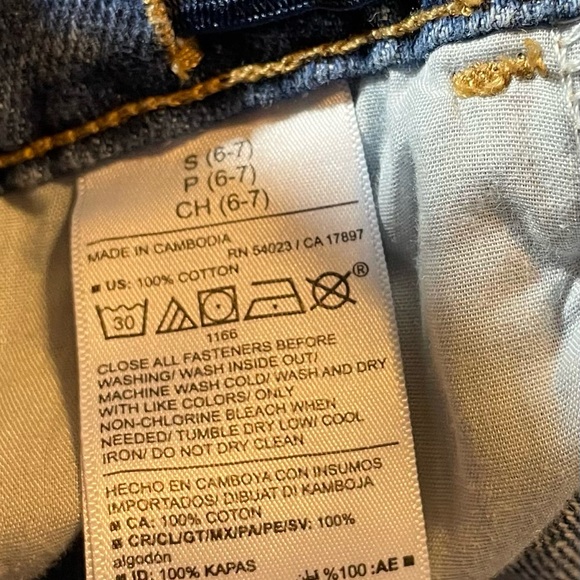 S (6-7)
P (6-7)
CH (6-7)
MADE IN CAMBODIA
RN 54023 / CA 17897
US: 100% COTTON
30
®
1166
CLOSE ALL FASTENERS BEFORE
WASHING/ WASH INSIDE OUT/
MACHINE WASH COLD/ WASH AND DRY
WITH LIKE COLORS/ ONLY
NON-CHLORINE BLEACH WHEN
NEEDED/ TUMBLE DRY LOW/ COOL
IRON/ DO NOT DRY CLEAN
HECHO EN CAMBOYA CON INSUMOS
IMPORTADOS/ DIBUAT DI KAMBOJA
CA: 100% COTON
CR/CL/GT/MX/PA/PE/SV: 100%
algodón
ID: 100% KAPAS
AE: 100%